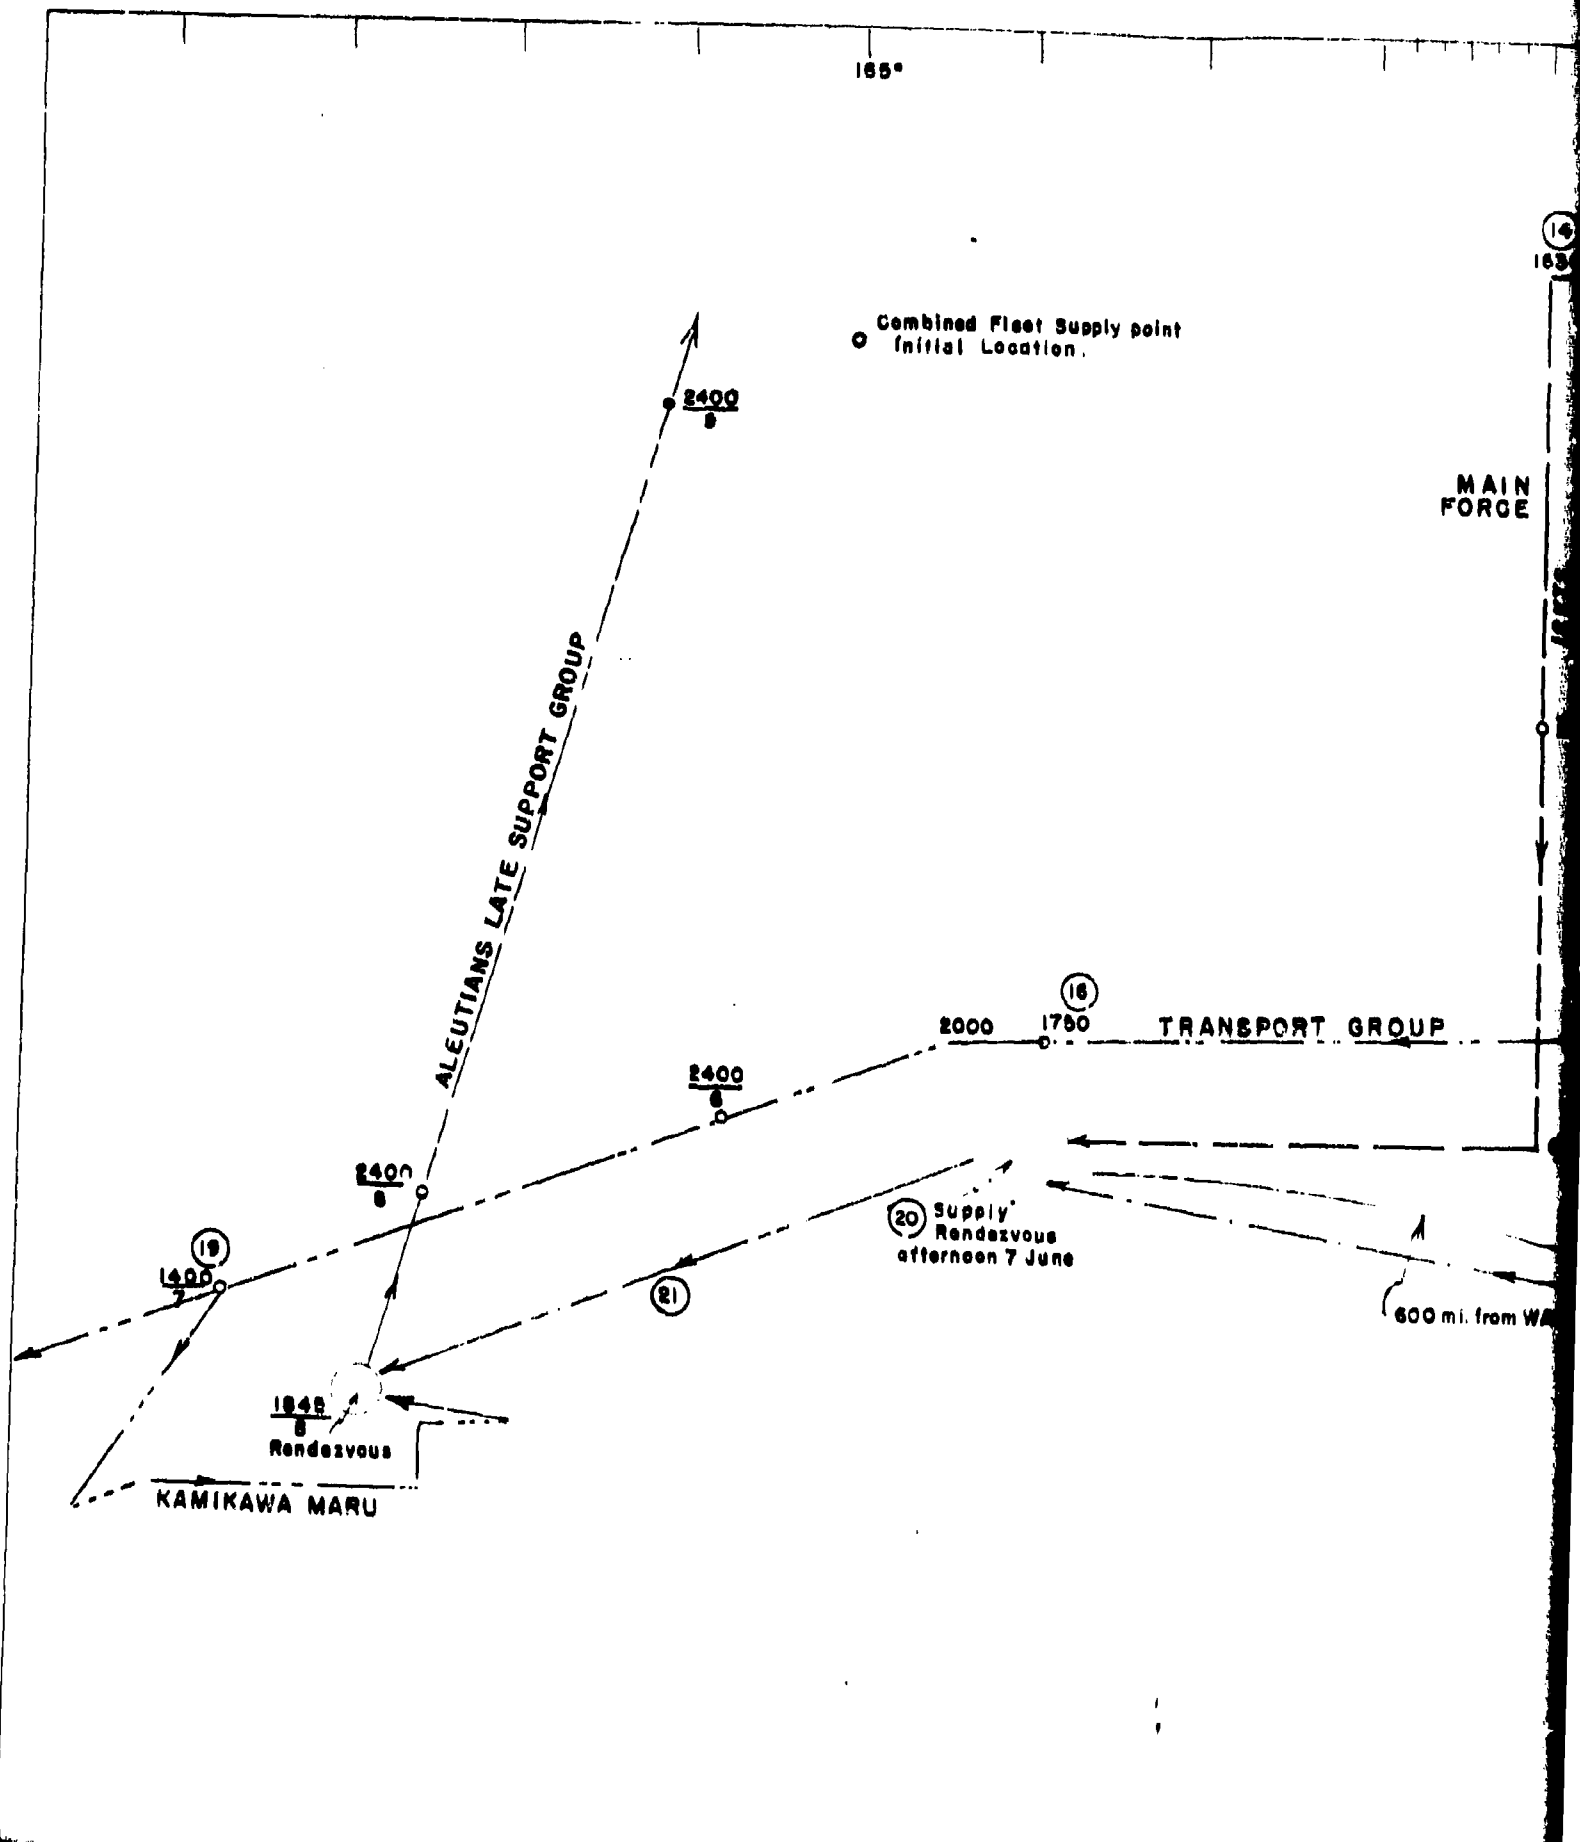 165°
14
Combined Fleet Supply point
Initial Location.
2400
MAIN
FORCE
ALEUTIANS LATE SUPPORT GROUP
16
2000
1750
TRANSPORT GROUP
2400
6
2400
8
20
Supply
Rendezvous
afternoon 7 June
19
1400
7
21
600 mi. from
1845
8
Rendezvous
KAMIKAWA MARU